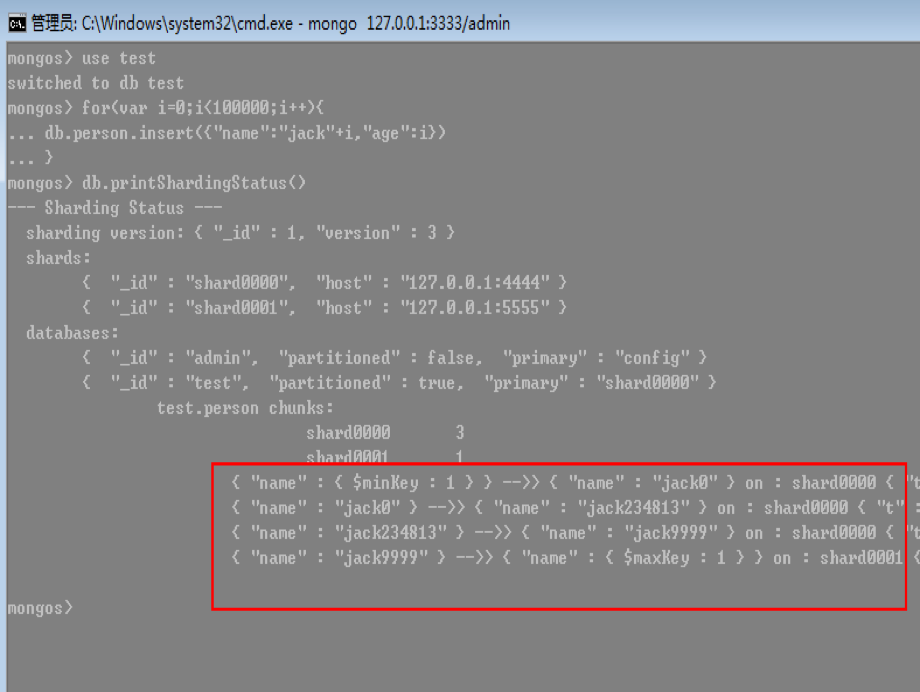 管理员: C:\Windows\system32\cmd.exe - mongo  127.0.0.1:3333/admin
mongos> use test
switched to db test
mongos> for(var i=0;i<100000;i++){
... db.person.insert({"name":"jack"+i,"age":i})
... }
mongos> db.printShardingStatus()
--- Sharding Status ---
  sharding version: { "_id" : 1, "version" : 3 }
  shards:
        {  "_id" : "shard0000",  "host" : "127.0.0.1:4444" }
        {  "_id" : "shard0001",  "host" : "127.0.0.1:5555" }
  databases:
        {  "_id" : "admin",  "partitioned" : false,  "primary" : "config" }
        {  "_id" : "test",  "partitioned" : true,  "primary" : "shard0000" }
                test.person chunks:
                                shard0000       3
                                shard0001       1
                        { "name" : { $minKey : 1 } } -->> { "name" : "jack0" } on : shard0000 { "t
                        { "name" : "jack0" } -->> { "name" : "jack234813" } on : shard0000 { "t" :
                        { "name" : "jack234813" } -->> { "name" : "jack9999" } on : shard0000 { "t
                        { "name" : "jack9999" } -->> { "name" : { $maxKey : 1 } } on : shard0001 {
mongos>